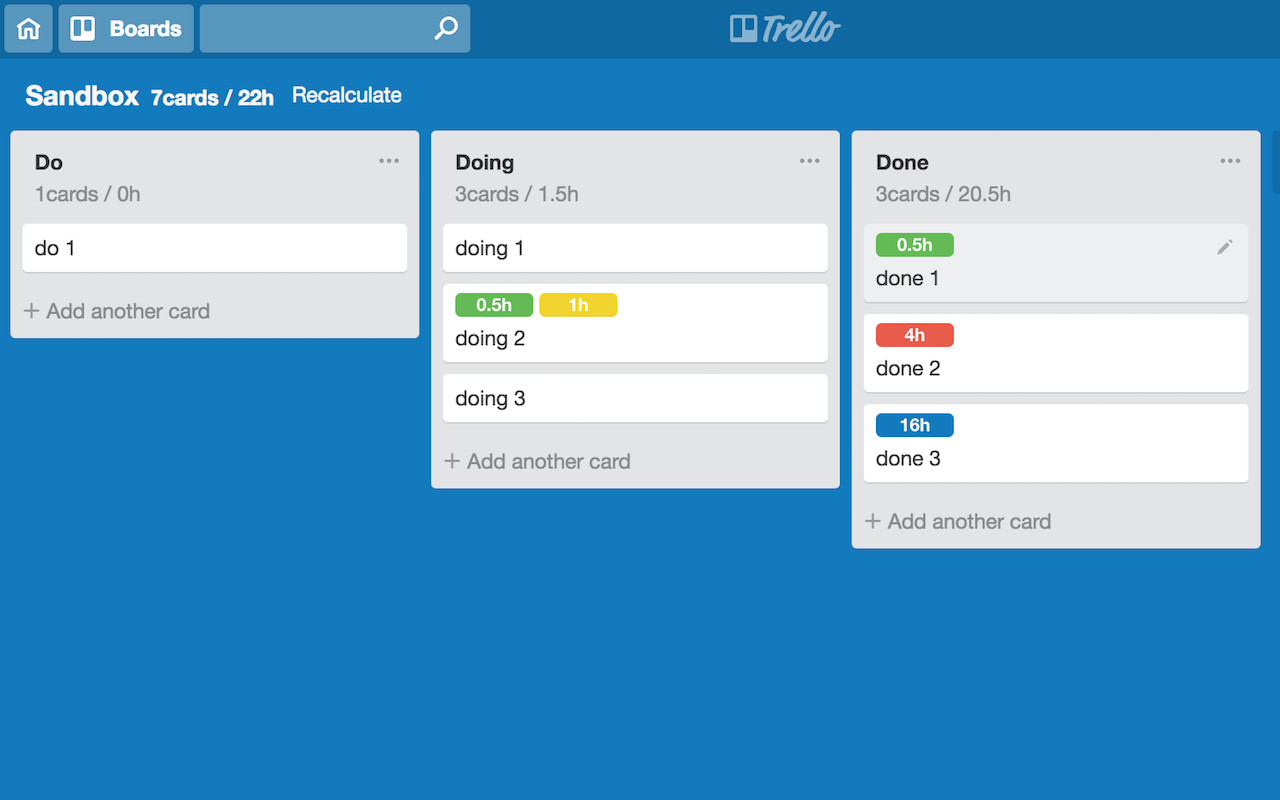 Boards
Trello
Sandbox 7cards / 22h Recalculate
Do
1cards / 0h
do 1
+ Add another card
Doing
3cards / 1.5h
doing 1
0.5h 1h
doing 2
doing 3
+ Add another card
Done
3cards / 20.5h
0.5h
done 1
4h
done 2
16h
done 3
+ Add another card